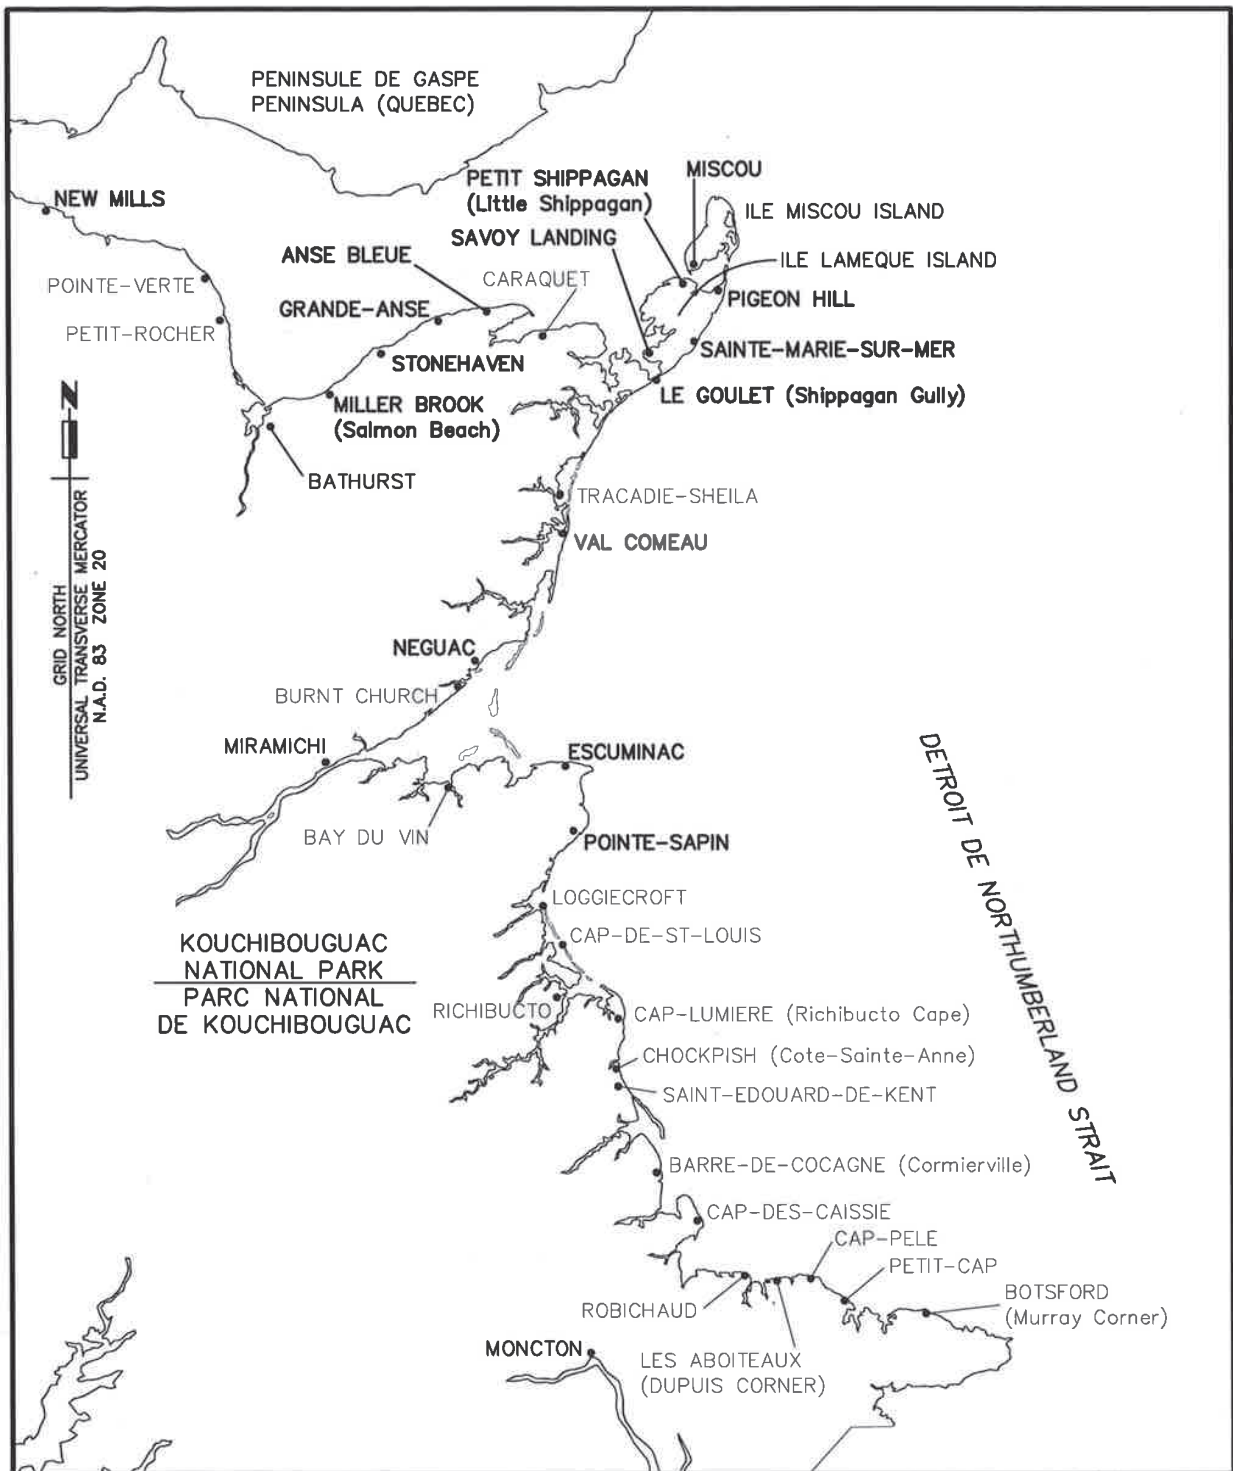 PENINSULE DE GASPE
PENINSULA (QUEBEC)
PETIT SHIPPAGAN
(Little Shippagan)
MISCOU
NEW MILLS
ILE MISCOU ISLAND
SAVOY LANDING
ANSE BLEUE
CARAQUET
ILE LAMEQUE ISLAND
POINTE-VERTE
GRANDE-ANSE
PIGEON HILL
PETIT-ROCHER
STONEHAVEN
SAINTE-MARIE-SUR-MER
MILLER BROOK
(Salmon Beach)
LE GOULET (Shippagan Gully)
N
BATHURST
TRACADIE-SHEILA
VAL COMEAU
GRID NORTH
UNIVERSAL TRANSVERSE MERCATOR
N.A.D. 83 ZONE 20
NEGUAC
BURNT CHURCH
MIRAMICHI
ESCUMINAC
BAY DU VIN
POINTE-SAPIN
DETROIT DE NORTHUMBERLAND STRAIT
LOGGIECROFT
KOUCHIBOUGUAC
NATIONAL PARK
PARC NATIONAL
DE KOUCHIBOUGUAC
CAP-DE-ST-LOUIS
RICHIBUCTO
CAP-LUMIERE (Richibucto Cape)
CHOCKPISH (Cote-Sainte-Anne)
SAINT-EDOUARD-DE-KENT
BARRE-DE-COCAGNE (Cormierville)
CAP-DES-CAISSIE
CAP-PELE
PETIT-CAP
ROBICHAUD
BOTSFORD
(Murray Corner)
MONCTON
LES ABOITEAUX
(DUPUIS CORNER)